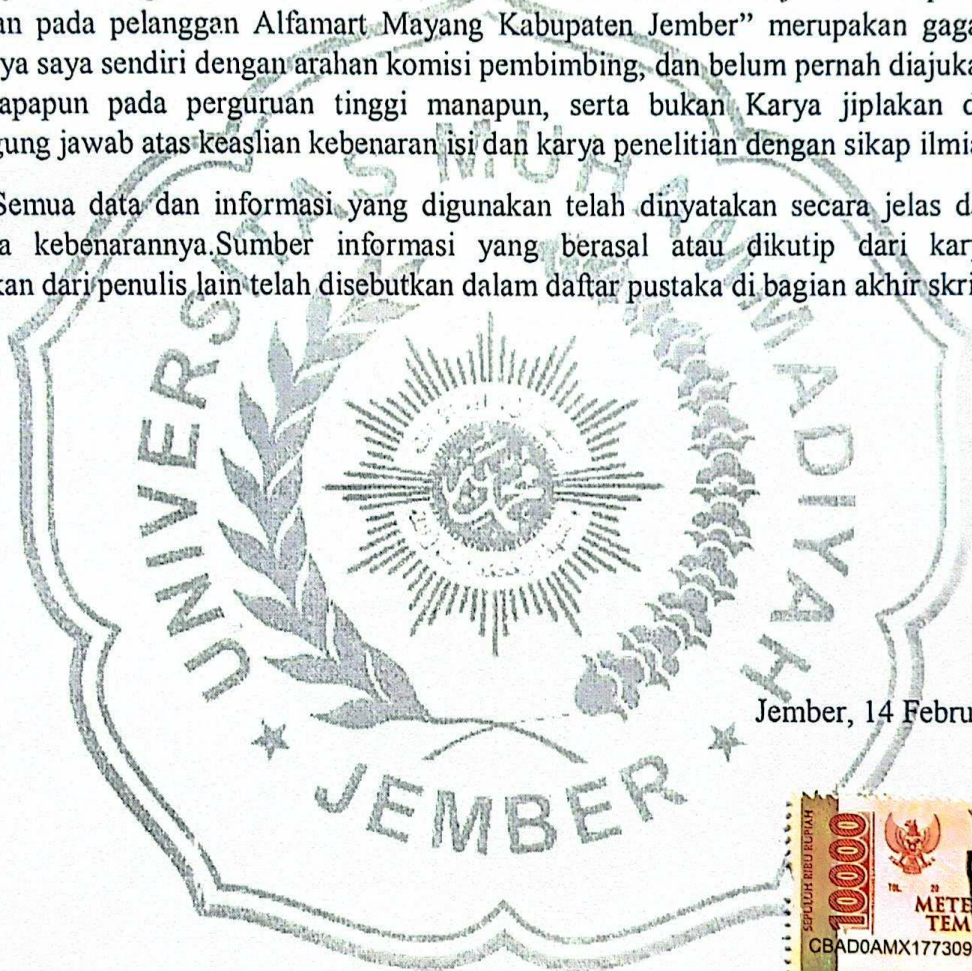 an pada pelanggan Alfamart Mayang Kabupaten Jember” merupakan gaga
ya saya sendiri dengan arahan komisi pembimbing, dan belum pernah diajuka
apapun pada perguruan tinggi manapun, serta bukan Karya jiplakan d
gung jawab atas keaslian kebenaran isi dan karya penelitian dengan sikap ilmia
Semua data dan informasi yang digunakan telah dinyatakan secara jelas d
a kebenarannya.Sumber informasi yang berasal atau dikutip dari kary
kan dari penulis lain telah disebutkan dalam daftar pustaka di bagian akhir skri
UNIVERSITAS MUHAMMADIYAH
JEMBER
Jember, 14 Febru
SEPULUH RIBU RUPIAH
10000
TGL. 20
METE
TEM
CBAD0AMX177309